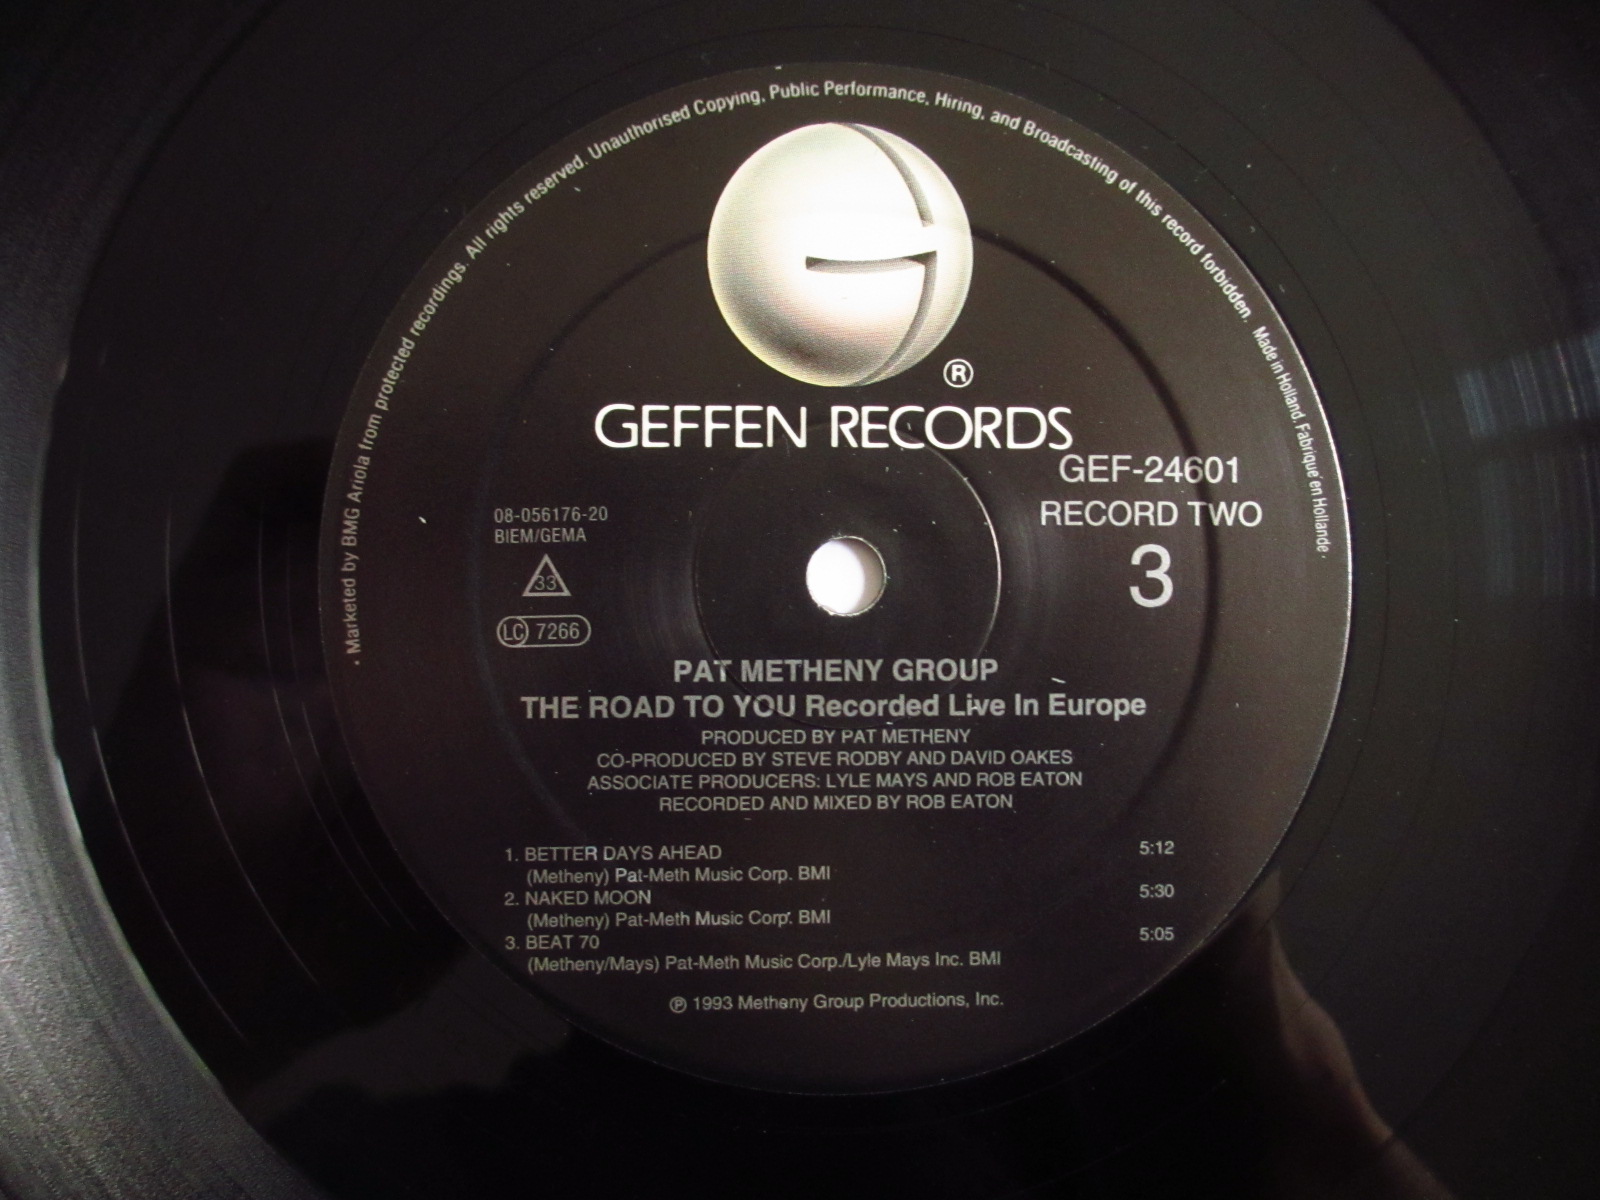 • Marketed by BMG Ariola from protected recordings. All rights reserved. Unauthorised Copying, Public Performance, Hiring, and Broadcasting of this record forbidden. Made in Holland. Fabriqué en Hollande.
®
GEFFEN RECORDS
GEF-24601
RECORD TWO
3
08-056176-20
BIEM/GEMA
33
LC 7266
PAT METHENY GROUP
THE ROAD TO YOU Recorded Live In Europe
PRODUCED BY PAT METHENY
CO-PRODUCED BY STEVE RODBY AND DAVID OAKES
ASSOCIATE PRODUCERS: LYLE MAYS AND ROB EATON
RECORDED AND MIXED BY ROB EATON
1. BETTER DAYS AHEAD 5:12
(Metheny) Pat-Meth Music Corp. BMI
2. NAKED MOON 5:30
(Metheny) Pat-Meth Music Corp. BMI
3. BEAT 70 5:05
(Metheny/Mays) Pat-Meth Music Corp./Lyle Mays Inc. BMI
℗ 1993 Metheny Group Productions, Inc.